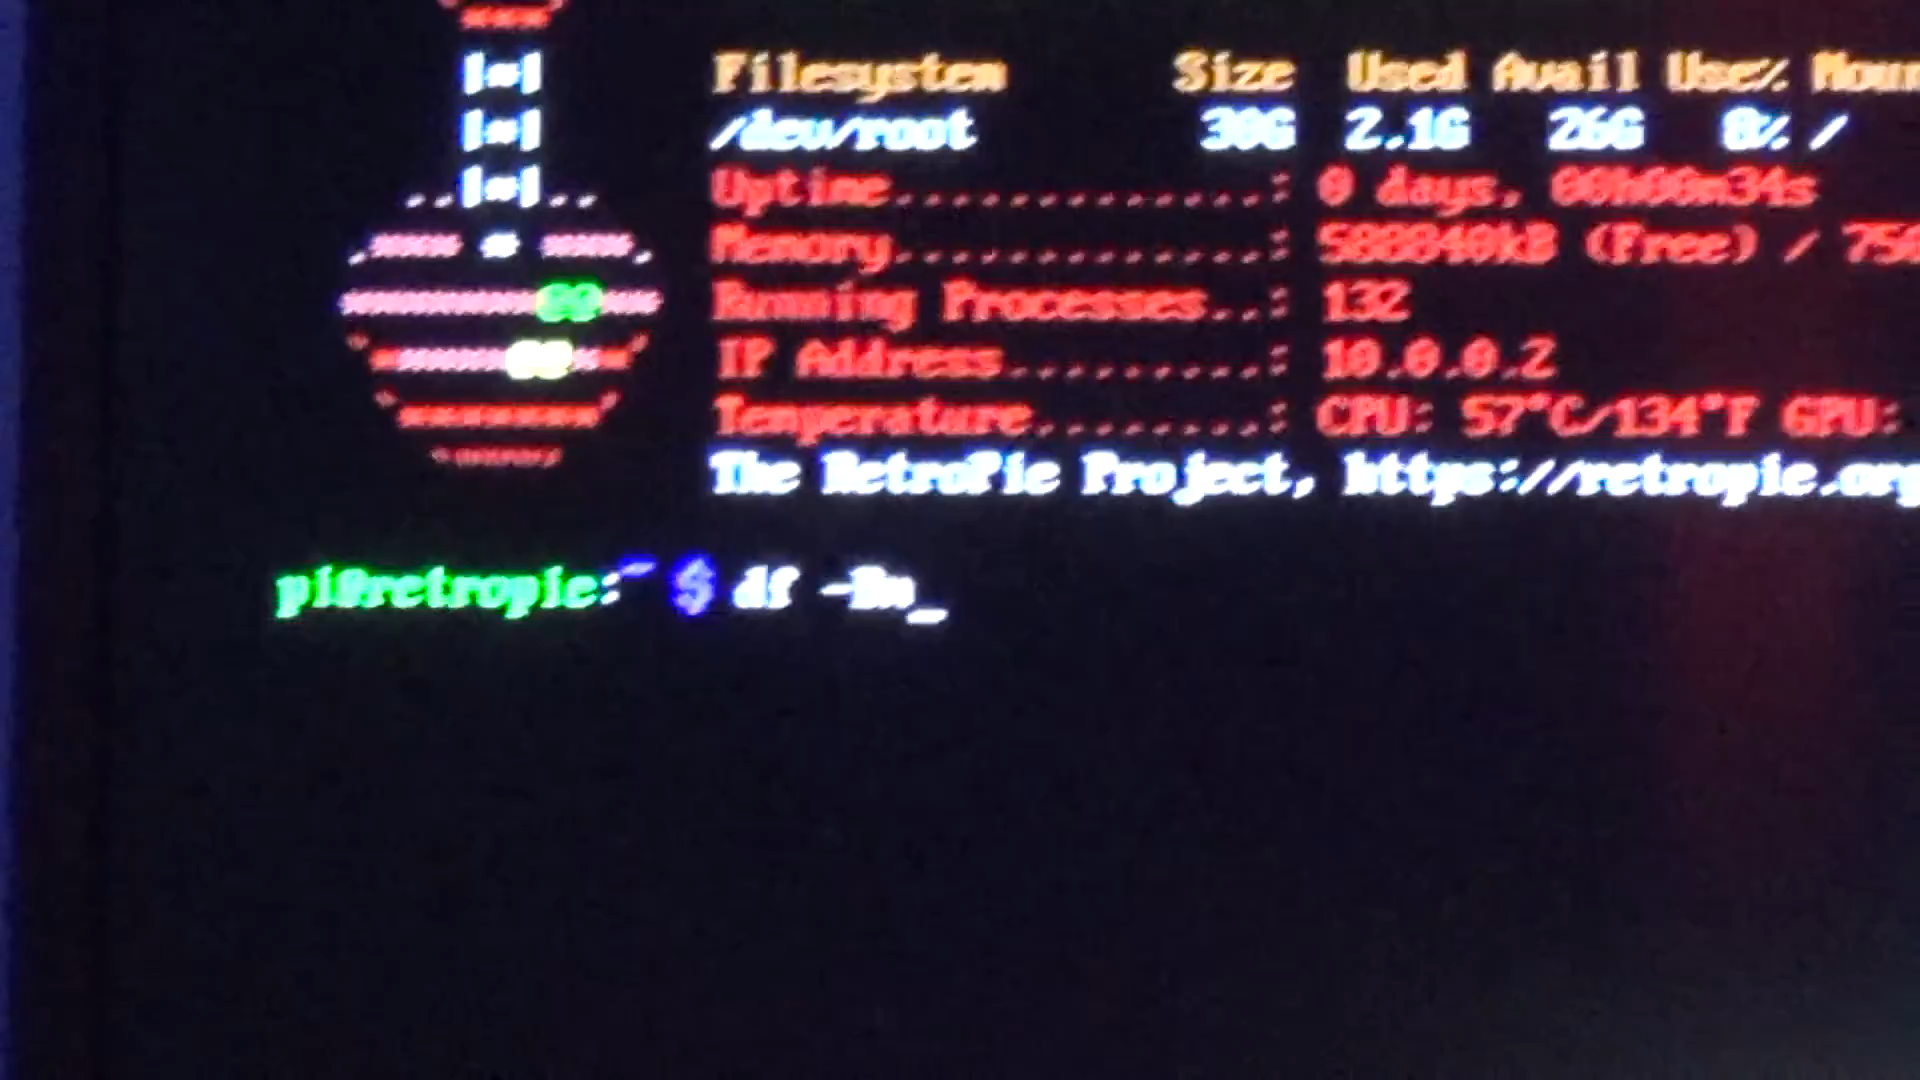 Filesystem Size Used Avail Use% Moun
/dev/root 30G 2.1G 26G 8% /
Uptime.............: 0 days, 00h00m34s
Memory.............: 588840kB (Free) / 750
Running Processes..: 132
IP Address.........: 10.0.0.2
Temperature........: CPU: 57°C/134°F GPU:
The RetroPie Project, https://retropie.org
pi@retropie:~ $ df -Bm_